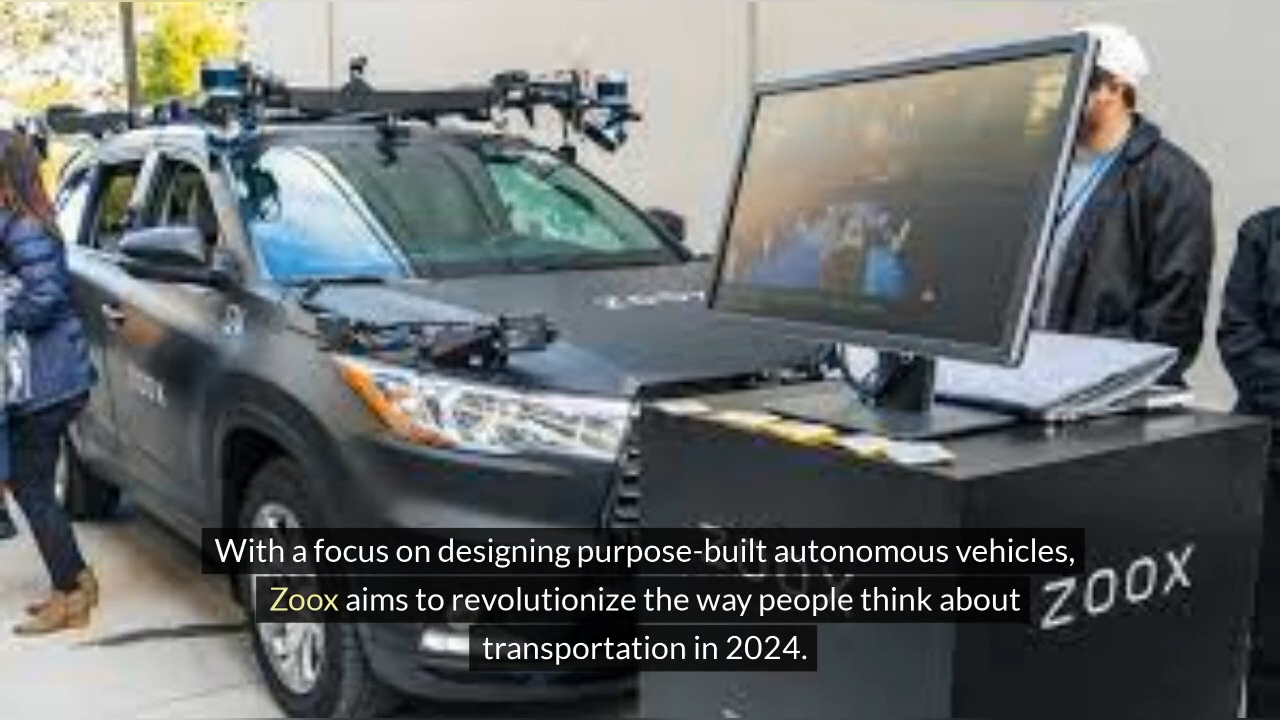 With a focus on designing purpose-built autonomous vehicles,
Zoox aims to revolutionize the way people think about
transportation in 2024.
ZOOX